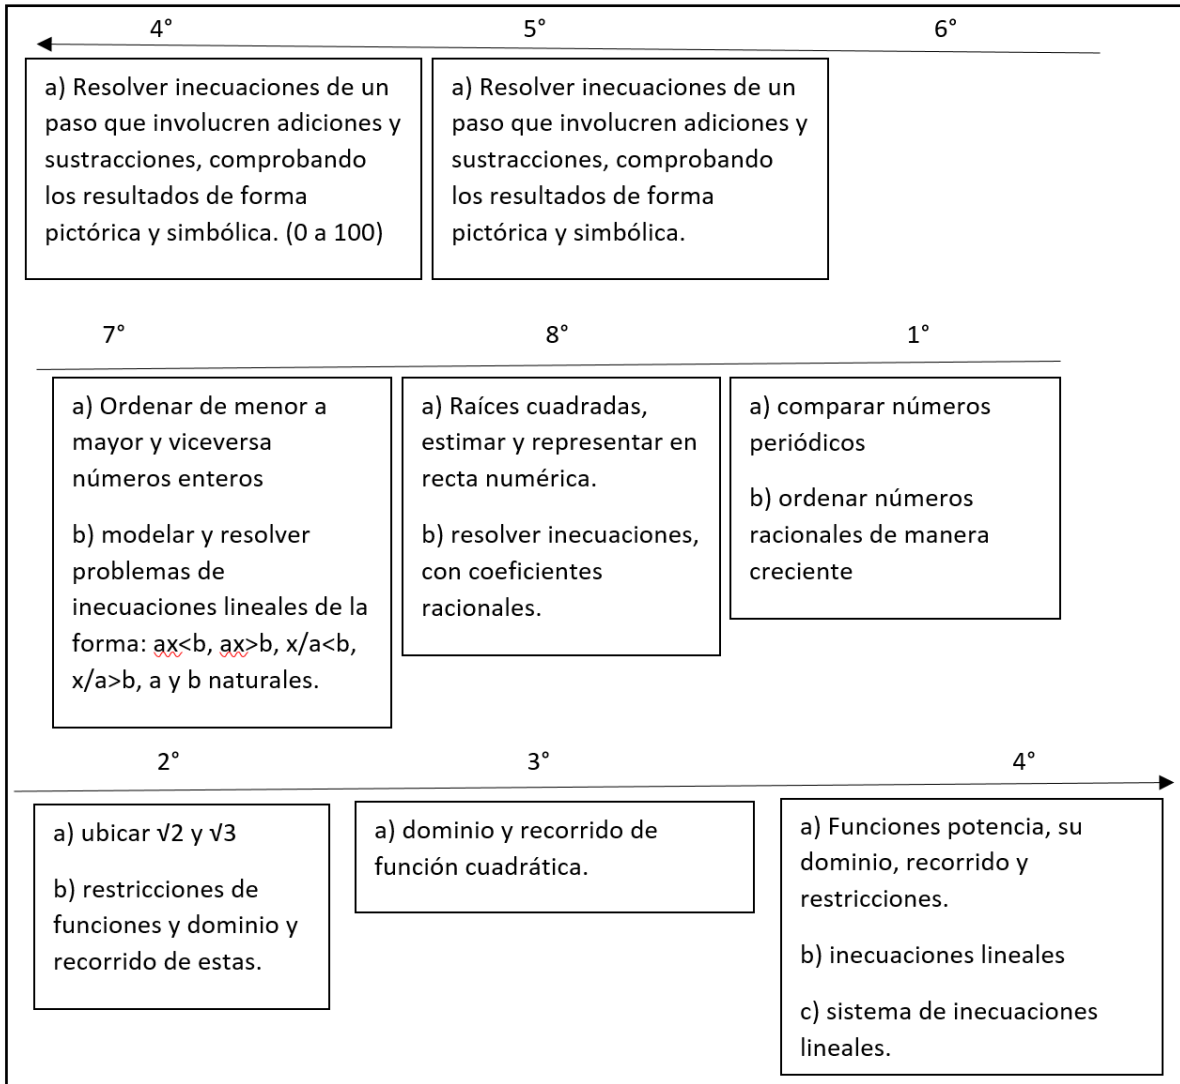 4° 5° 6°
a) Resolver inecuaciones de un
paso que involucren adiciones y
sustracciones, comprobando
los resultados de forma
pictórica y simbólica. (0 a 100)
a) Resolver inecuaciones de un
paso que involucren adiciones y
sustracciones, comprobando
los resultados de forma
pictórica y simbólica.
7° 8° 1°
a) Ordenar de menor a
mayor y viceversa
números enteros
b) modelar y resolver
problemas de
inecuaciones lineales de la
forma: ax<b, ax>b, x/a<b,
x/a>b, a y b naturales.
a) Raíces cuadradas,
estimar y representar en
recta numérica.
b) resolver inecuaciones,
con coeficientes
racionales.
a) comparar números
periódicos
b) ordenar números
racionales de manera
creciente
2° 3° 4°
a) ubicar √2 y √3
b) restricciones de
funciones y dominio y
recorrido de estas.
a) dominio y recorrido de
función cuadrática.
a) Funciones potencia, su
dominio, recorrido y
restricciones.
b) inecuaciones lineales
c) sistema de inecuaciones
lineales.